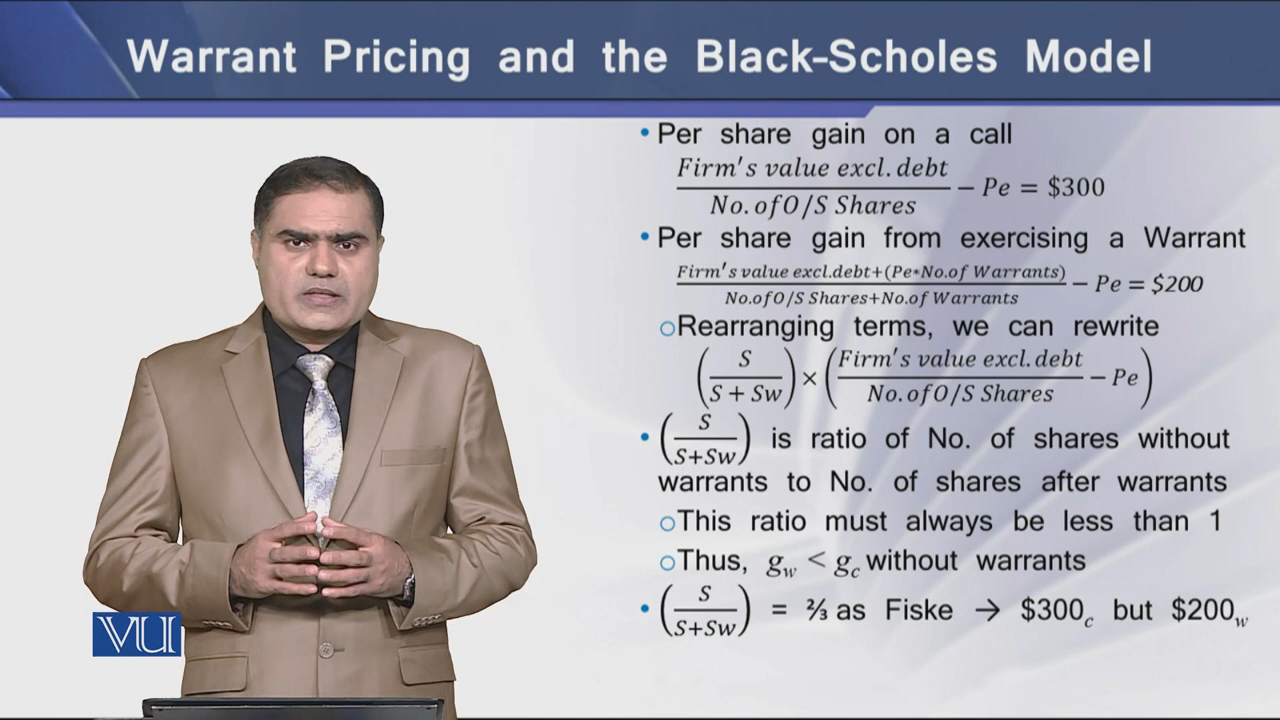 Warrant Pricing and the Black-Scholes Model
• Per share gain on a call
Firm's value excl. debt
No. of O/S Shares − Pe = $300
• Per share gain from exercising a Warrant
Firm's value excl.debt+(Pe*No.of Warrants)
No.of O/S Shares+No.of Warrants − Pe = $200
○Rearranging terms, we can rewrite
(S / S + Sw) × (Firm's value excl. debt / No. of O/S Shares − Pe)
• (S / S+Sw) is ratio of No. of shares without
warrants to No. of shares after warrants
○This ratio must always be less than 1
○Thus, gw < gc without warrants
• (S / S+Sw) = ⅔ as Fiske → $300c but $200w
VU